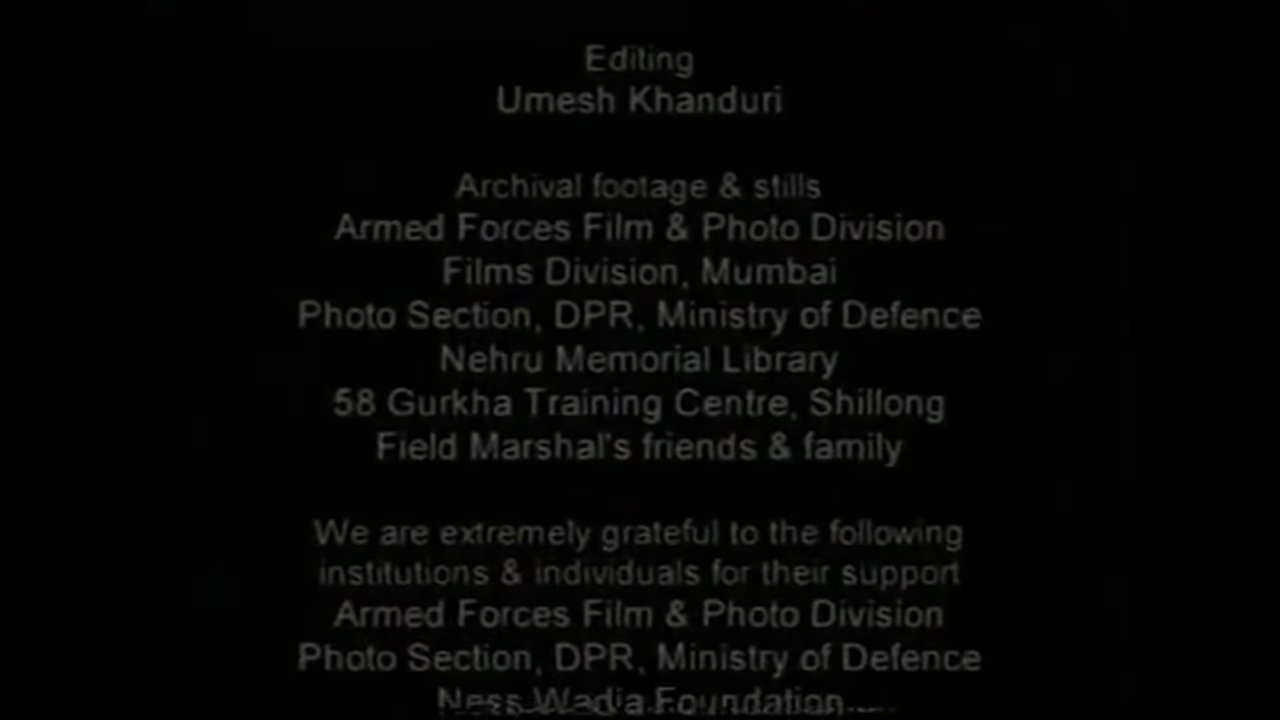 Editing
Umesh Khanduri
Archival footage & stills
Armed Forces Film & Photo Division
Films Division, Mumbai
Photo Section, DPR, Ministry of Defence
Nehru Memorial Library
58 Gurkha Training Centre, Shillong
Field Marshal's friends & family
We are extremely grateful to the following
institutions & individuals for their support
Armed Forces Film & Photo Division
Photo Section, DPR, Ministry of Defence
Ness Wadia Foundation